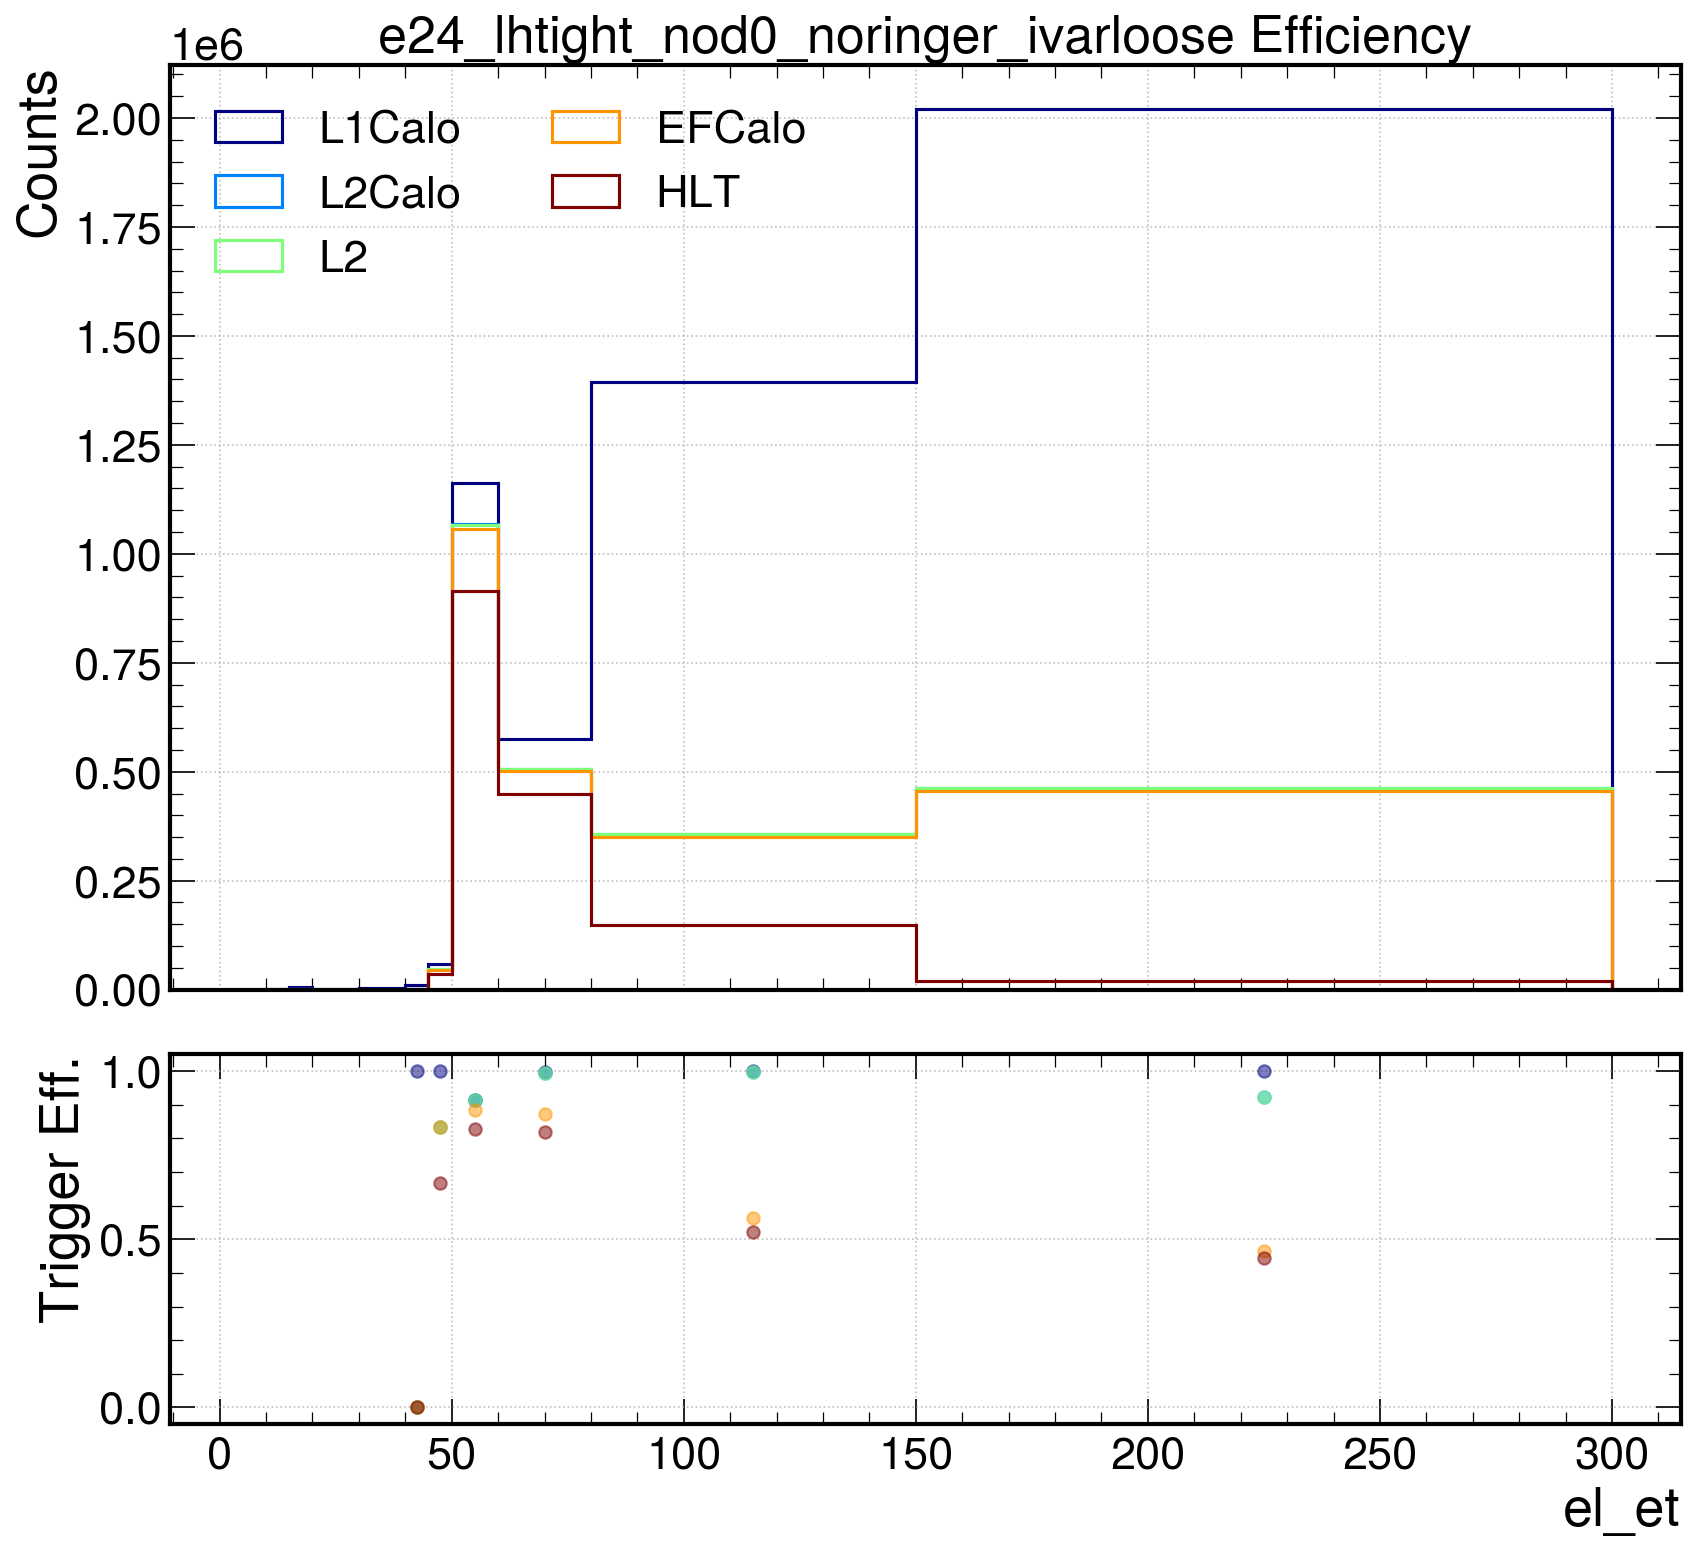 e24_lhtight_nod0_noringer_ivarloose Efficiency
1e6
Counts
2.00
1.75
1.50
1.25
1.00
0.75
0.50
0.25
0.00
L1Calo
L2Calo
L2
EFCalo
HLT
Trigger Eff.
1.0
0.5
0.0
0 50 100 150 200 250 300
el_et